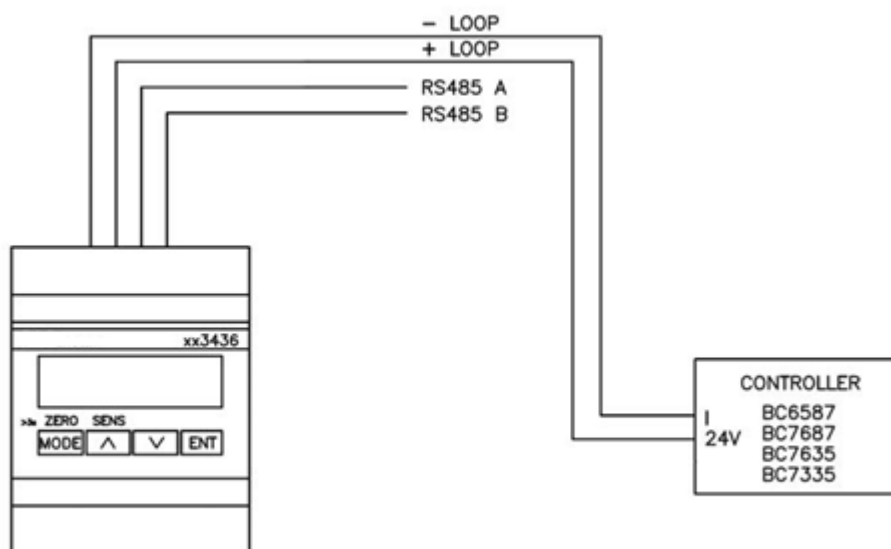 - LOOP
+ LOOP
RS485 A
RS485 B
xx3436
ZERO SENS
MODE ENT
CONTROLLER
I BC6587
24V BC7687
BC7635
BC7335